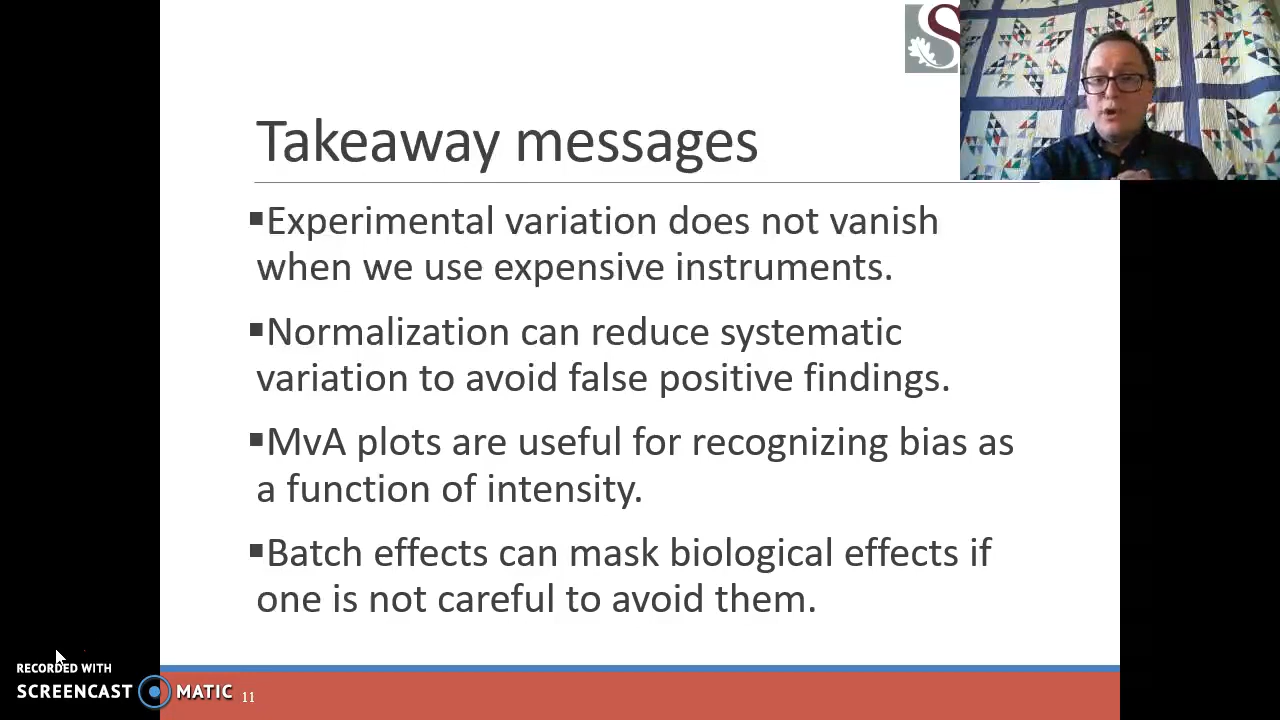 S
Takeaway messages
▪Experimental variation does not vanish
when we use expensive instruments.
▪Normalization can reduce systematic
variation to avoid false positive findings.
▪MvA plots are useful for recognizing bias as
a function of intensity.
▪Batch effects can mask biological effects if
one is not careful to avoid them.
RECORDED WITH
SCREENCAST MATIC
11